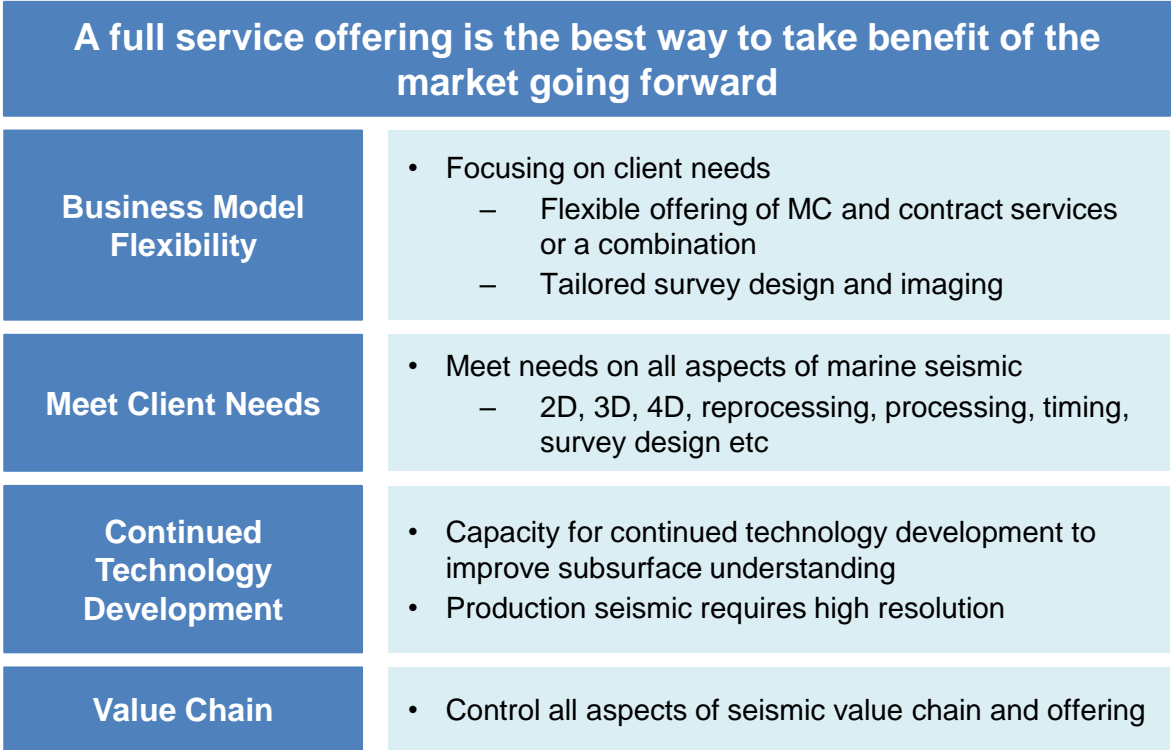 A full service offering is the best way to take benefit of the
market going forward
Business Model
Flexibility
• Focusing on client needs
– Flexible offering of MC and contract services
or a combination
– Tailored survey design and imaging
Meet Client Needs
• Meet needs on all aspects of marine seismic
– 2D, 3D, 4D, reprocessing, processing, timing,
survey design etc
Continued
Technology
Development
• Capacity for continued technology development to
improve subsurface understanding
• Production seismic requires high resolution
Value Chain
• Control all aspects of seismic value chain and offering